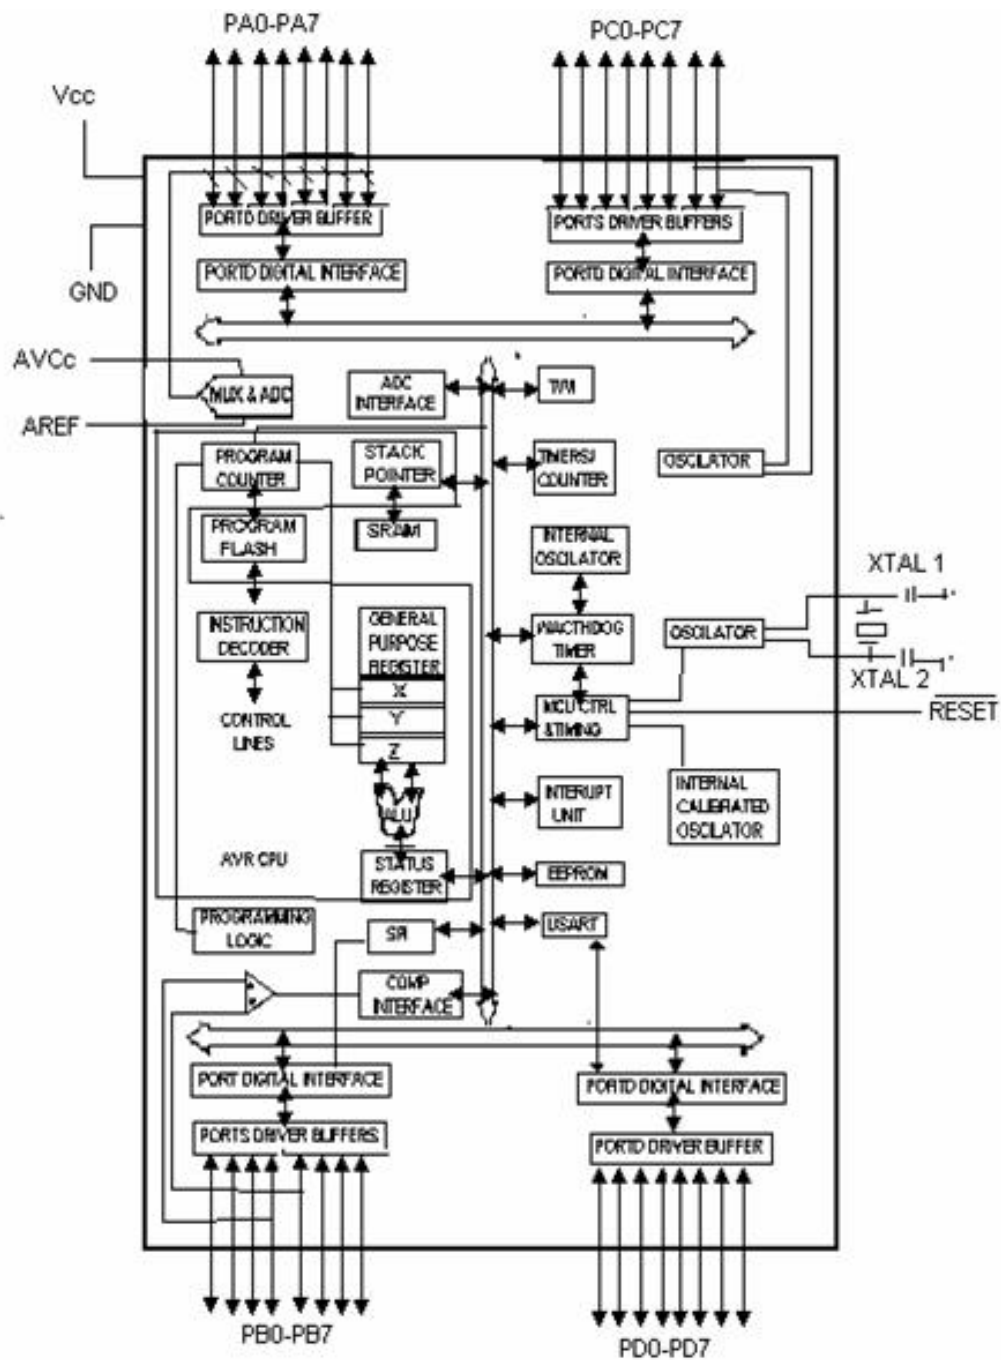 PA0-PA7
PC0-PC7
Vcc
PORTD DRIVER BUFFER
PORTS DRIVER BUFFERS
PORTD DIGITAL INTERFACE
PORTD DIGITAL INTERFACE
GND
AVCc
MUX & ADC
ADC
INTERFACE
TWI
AREF
PROGRAM
COUNTER
STACK
POINTER
TIMERS/
COUNTER
OSCILATOR
PROGRAM
FLASH
SRAM
INTERNAL
OSCILATOR
XTAL 1
INSTRUCTION
DECODER
GENERAL
PURPOSE
REGISTER
WACTHDOG
TIMER
OSCILATOR
XTAL 2
X
Y
Z
CONTROL
LINES
MCU CTRL
&TIMING
RESET
ALU
INTERUPT
UNIT
INTERNAL
CALIBRATED
OSCILATOR
AVR CPU
STATUS
REGISTER
EEPROM
PROGRAMMING
LOGIC
USART
COMP
INTERFACE
PORT DIGITAL INTERFACE
PORTD DIGITAL INTERFACE
PORTS DRIVER BUFFERS
PORTD DRIVER BUFFER
PB0-PB7
PD0-PD7